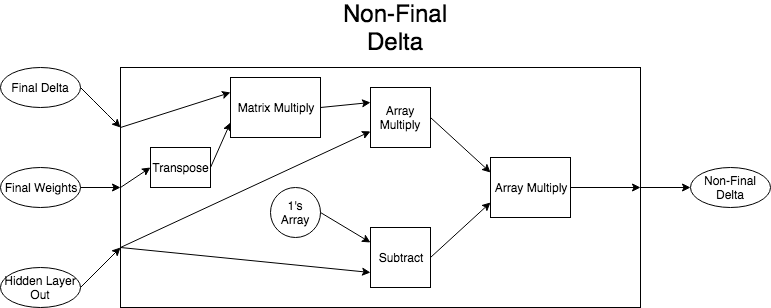 Non-Final
Delta
Final Delta
Matrix Multiply
Array
Multiply
Transpose
Final Weights
Array Multiply
Non-Final
Delta
1's
Array
Subtract
Hidden Layer
Out